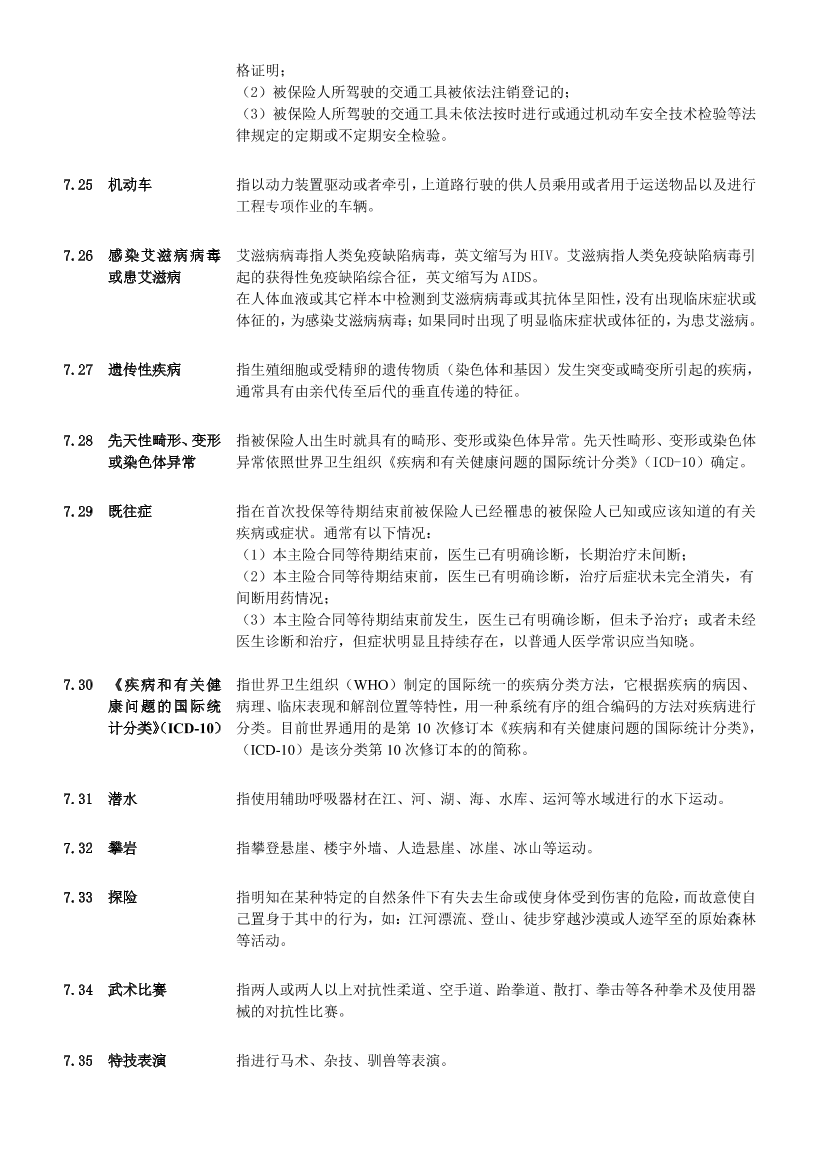 格证明；
（2）被保险人所驾驶的交通工具被依法注销登记的；
（3）被保险人所驾驶的交通工具未依法按时进行或通过机动车安全技术检验等法
律规定的定期或不定期安全检验。
7.25 机动车 指以动力装置驱动或者牵引，上道路行驶的供人员乘用或者用于运送物品以及进行
工程专项作业的车辆。
7.26 感染艾滋病病毒 艾滋病病毒指人类免疫缺陷病毒，英文缩写为 HIV。艾滋病指人类免疫缺陷病毒引
或患艾滋病 起的获得性免疫缺陷综合征，英文缩写为 AIDS。
在人体血液或其它样本中检测到艾滋病病毒或其抗体呈阳性，没有出现临床症状或
体征的，为感染艾滋病病毒；如果同时出现了明显临床症状或体征的，为患艾滋病。
7.27 遗传性疾病 指生殖细胞或受精卵的遗传物质（染色体和基因）发生突变或畸变所引起的疾病，
通常具有由亲代传至后代的垂直传递的特征。
7.28 先天性畸形、变形 指被保险人出生时就具有的畸形、变形或染色体异常。先天性畸形、变形或染色体
或染色体异常 异常依照世界卫生组织《疾病和有关健康问题的国际统计分类》（ICD-10）确定。
7.29 既往症 指在首次投保等待期结束前被保险人已经罹患的被保险人已知或应该知道的有关
疾病或症状。通常有以下情况：
（1）本主险合同等待期结束前，医生已有明确诊断，长期治疗未间断；
（2）本主险合同等待期结束前，医生已有明确诊断，治疗后症状未完全消失，有
间断用药情况；
（3）本主险合同等待期结束前发生，医生已有明确诊断，但未予治疗；或者未经
医生诊断和治疗，但症状明显且持续存在，以普通人医学常识应当知晓。
7.30 《疾病和有关健 指世界卫生组织（WHO）制定的国际统一的疾病分类方法，它根据疾病的病因、
康问题的国际统 病理、临床表现和解剖位置等特性，用一种系统有序的组合编码的方法对疾病进行
计分类》（ICD-10） 分类。目前世界通用的是第 10 次修订本《疾病和有关健康问题的国际统计分类》，
（ICD-10）是该分类第 10 次修订本的的简称。
7.31 潜水 指使用辅助呼吸器材在江、河、湖、海、水库、运河等水域进行的水下运动。
7.32 攀岩 指攀登悬崖、楼宇外墙、人造悬崖、冰崖、冰山等运动。
7.33 探险 指明知在某种特定的自然条件下有失去生命或使身体受到伤害的危险，而故意使自
己置身于其中的行为，如：江河漂流、登山、徒步穿越沙漠或人迹罕至的原始森林
等活动。
7.34 武术比赛 指两人或两人以上对抗性柔道、空手道、跆拳道、散打、拳击等各种拳术及使用器
械的对抗性比赛。
7.35 特技表演 指进行马术、杂技、驯兽等表演。